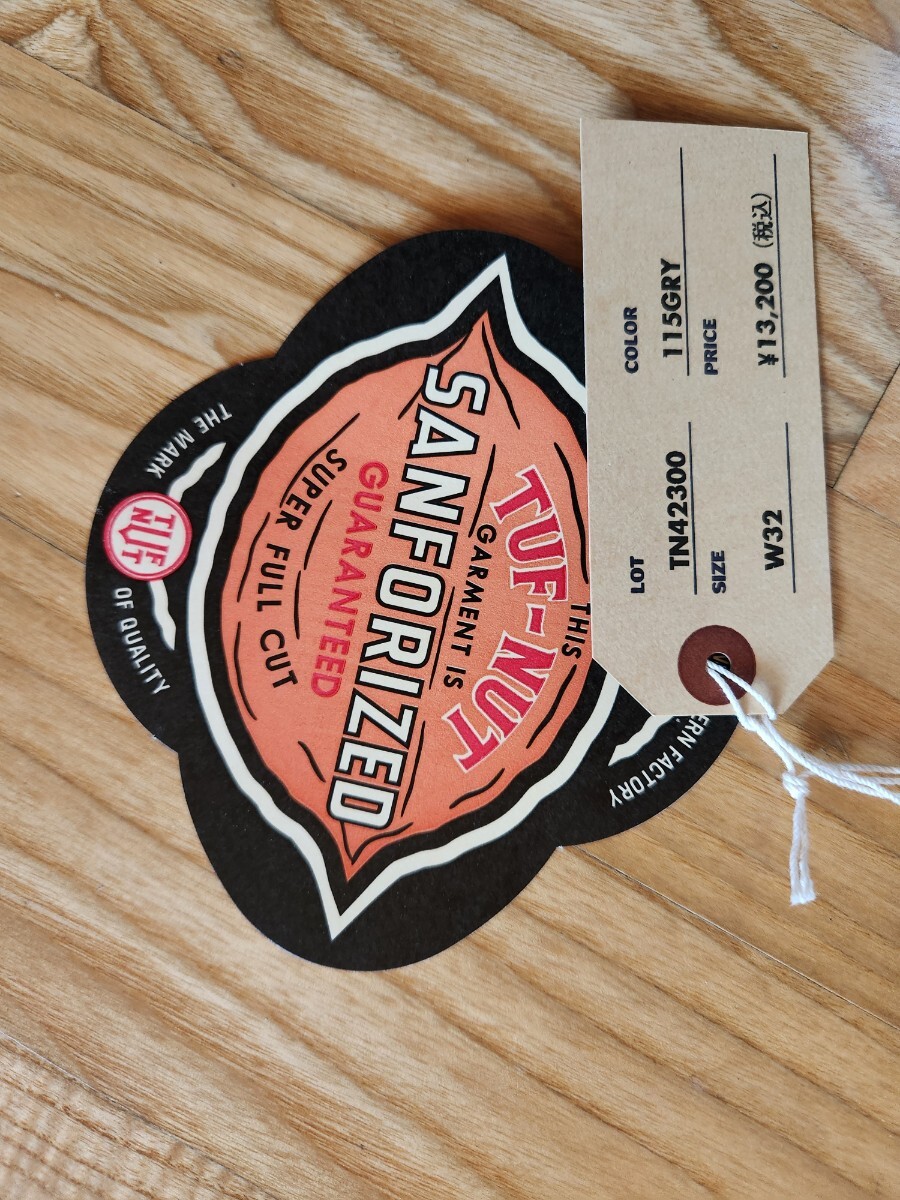 THIS
TUF-NUT
GARMENT IS
SANFORIZED
GUARANTEED
SUPER FULL CUT
THE MARK
TUF
NUT
OF QUALITY
FACTORY
LOT
TN42300
COLOR
115GRY
SIZE
W32
PRICE
¥13,200 (税込)